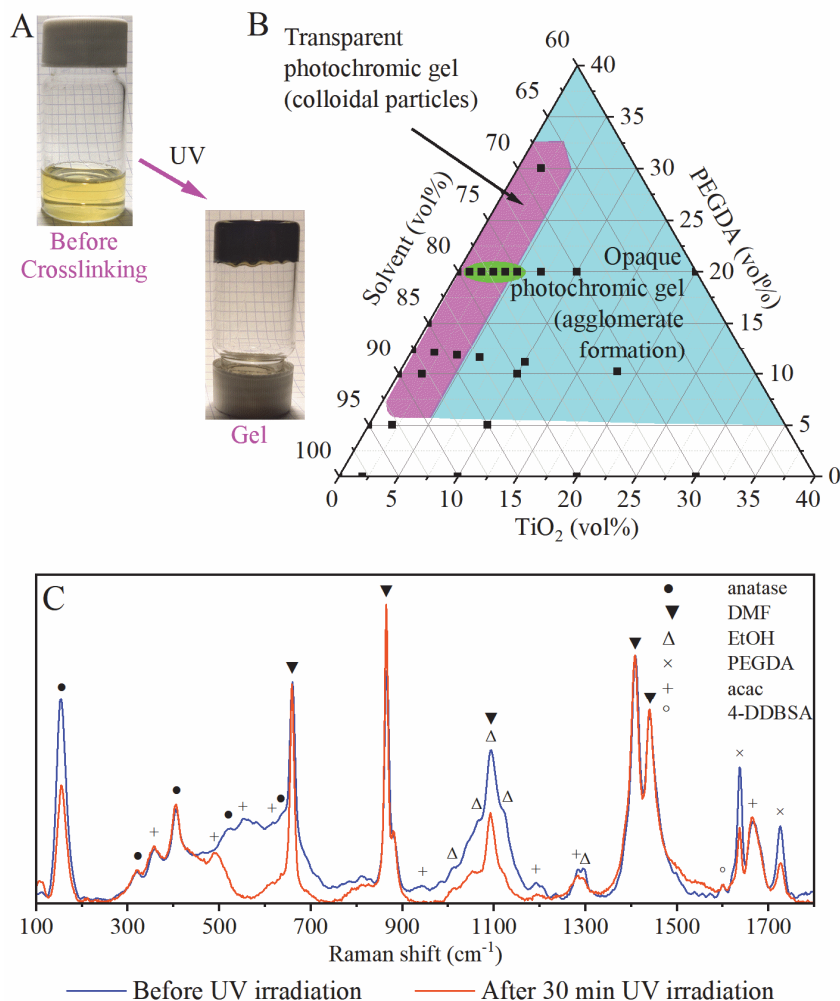 A
UV
Before
Crosslinking
Gel
B
Transparent
photochromic gel
(colloidal particles)
60
65
70
75
80
85
90
95
100
Solvent (vol%)
40
35
30
25
20
15
10
5
0
PEGDA (vol%)
Opaque
photochromic gel
(agglomerate
formation)
0 5 10 15 20 25 30 35 40
TiO₂ (vol%)
C
● anatase
▼ DMF
Δ EtOH
× PEGDA
+ acac
○ 4-DDBSA
100 300 500 700 900 1100 1300 1500 1700
Raman shift (cm⁻¹)
Before UV irradiation
After 30 min UV irradiation